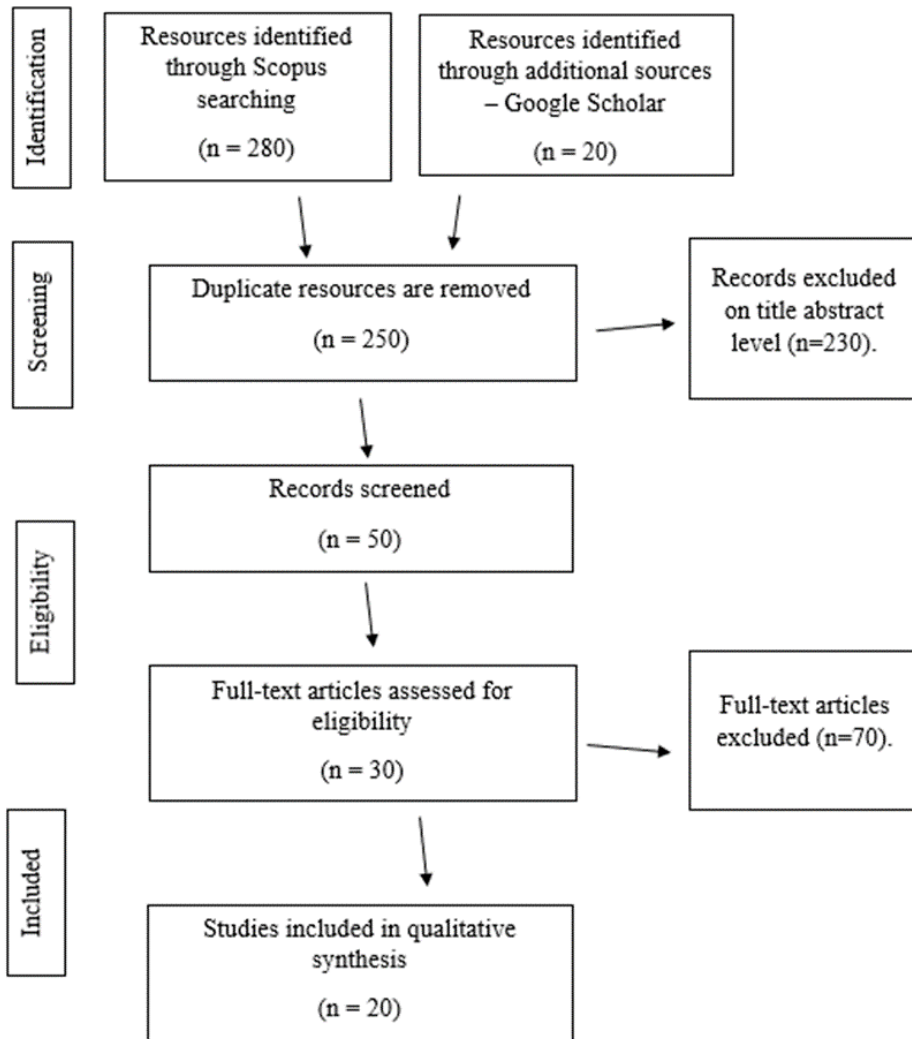 Identification
Resources identified
through Scopus
searching
(n = 280)
Resources identified
through additional sources
– Google Scholar
(n = 20)
Screening
Duplicate resources are removed
(n = 250)
Records excluded
on title abstract
level (n=230).
Eligibility
Records screened
(n = 50)
Full-text articles assessed for
eligibility
(n = 30)
Full-text articles
excluded (n=70).
Included
Studies included in qualitative
synthesis
(n = 20)